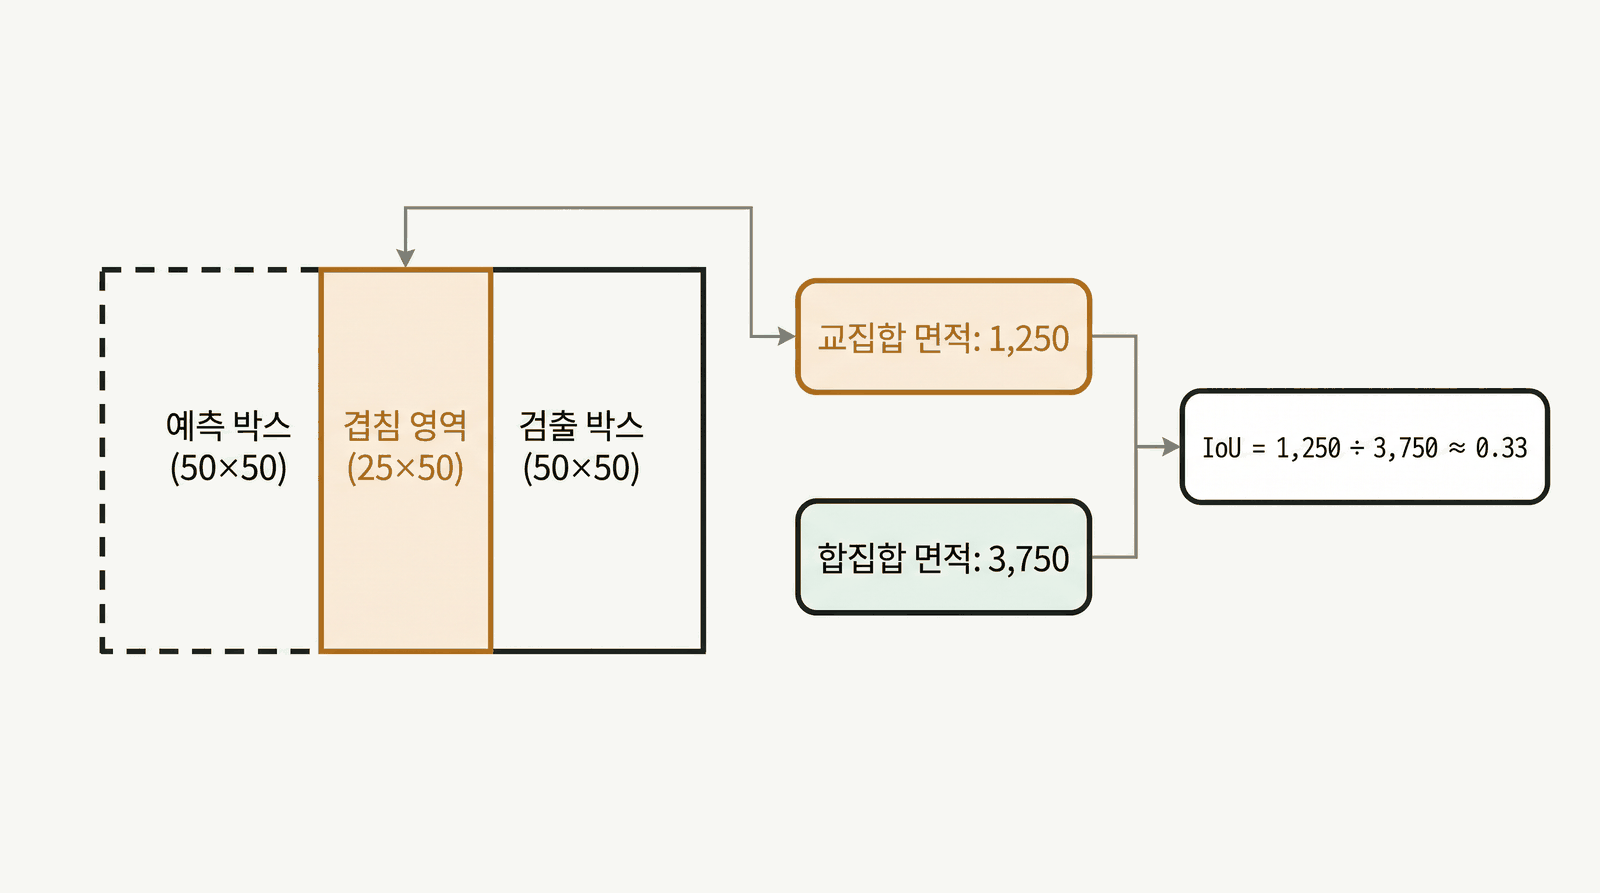 예측 박스
(50×50)
겹침 영역
(25×50)
검출 박스
(50×50)
교집합 면적: 1,250
합집합 면적: 3,750
IoU = 1,250 ÷ 3,750 ≈ 0.33